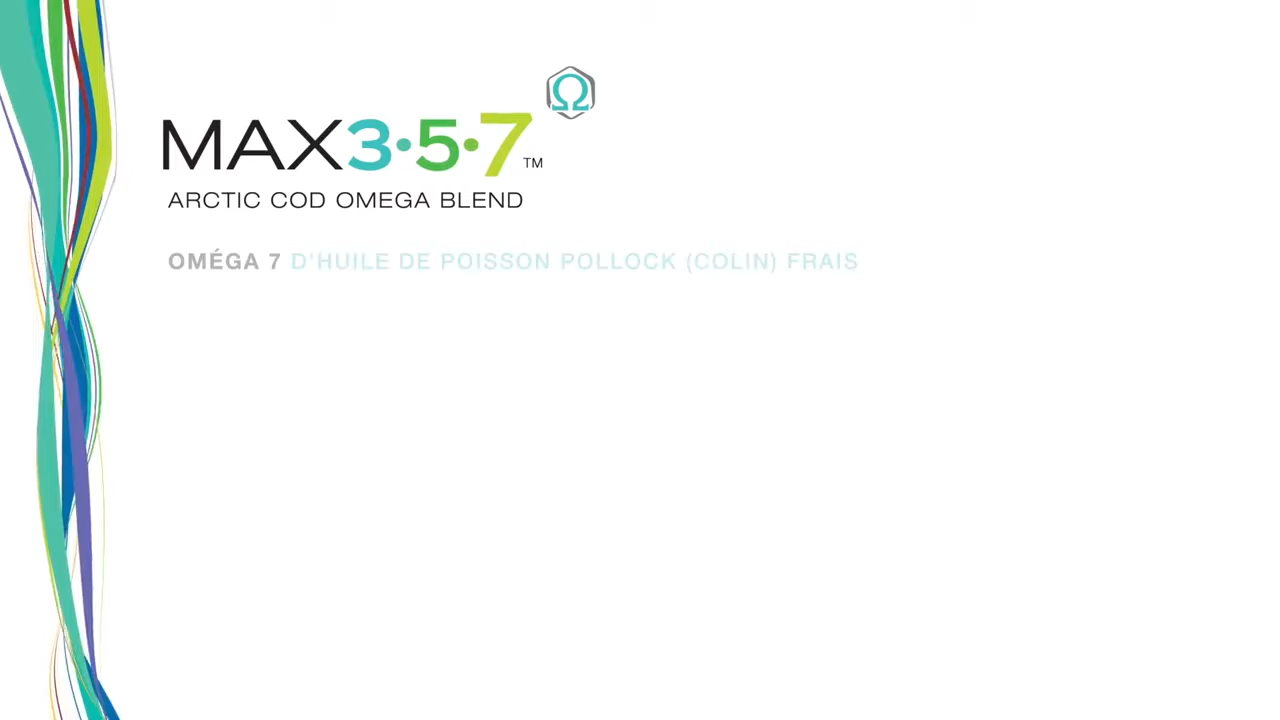 Ω
MAX3•5•7™
ARCTIC COD OMEGA BLEND
OMÉGA 7 D'HUILE DE POISSON POLLOCK (COLIN) FRAIS